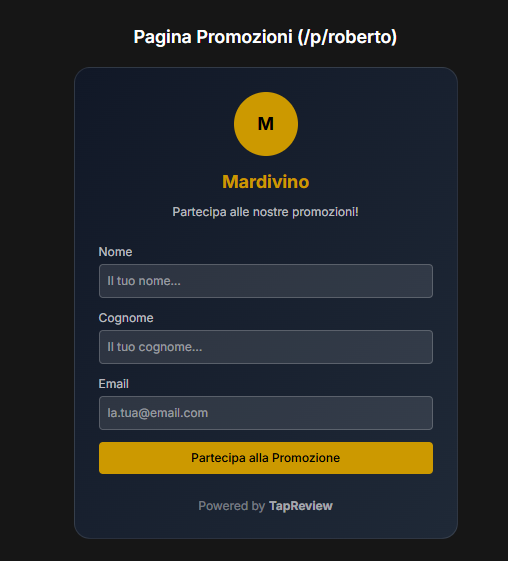 Pagina Promozioni (/p/roberto)
M
Mardivino
Partecipa alle nostre promozioni!
Nome
Il tuo nome...
Cognome
Il tuo cognome...
Email
la.tua@email.com
Partecipa alla Promozione
Powered by TapReview